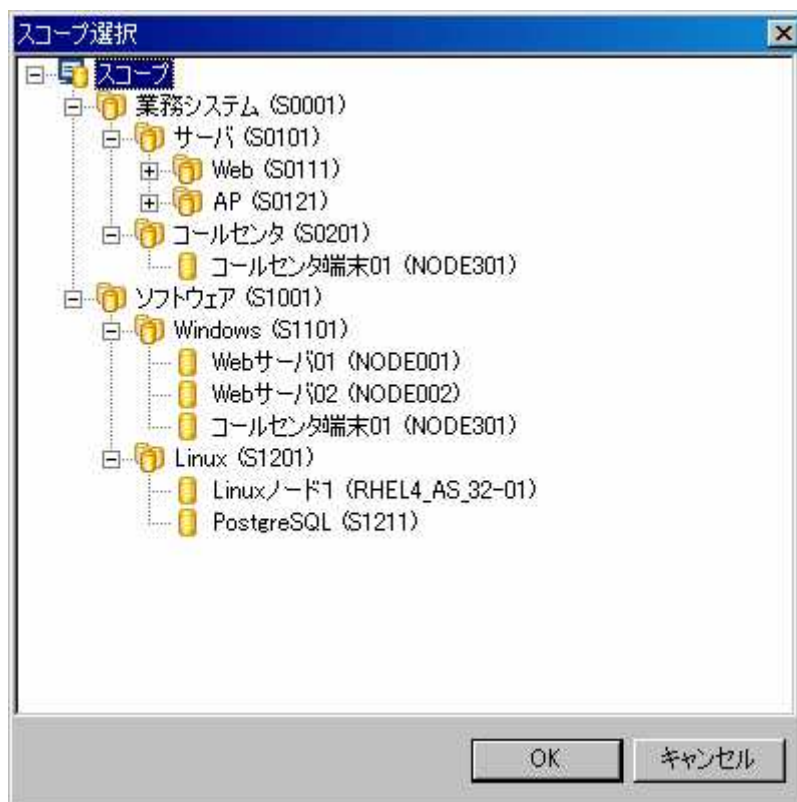 スコープ選択
スコープ
業務システム (S0001)
サーバ (S0101)
Web (S0111)
AP (S0121)
コールセンタ (S0201)
コールセンタ端末01 (NODE301)
ソフトウェア (S1001)
Windows (S1101)
Webサーバ01 (NODE001)
Webサーバ02 (NODE002)
コールセンタ端末01 (NODE301)
Linux (S1201)
Linuxノード1 (RHEL4_AS_32-01)
PostgreSQL (S1211)
OK キャンセル